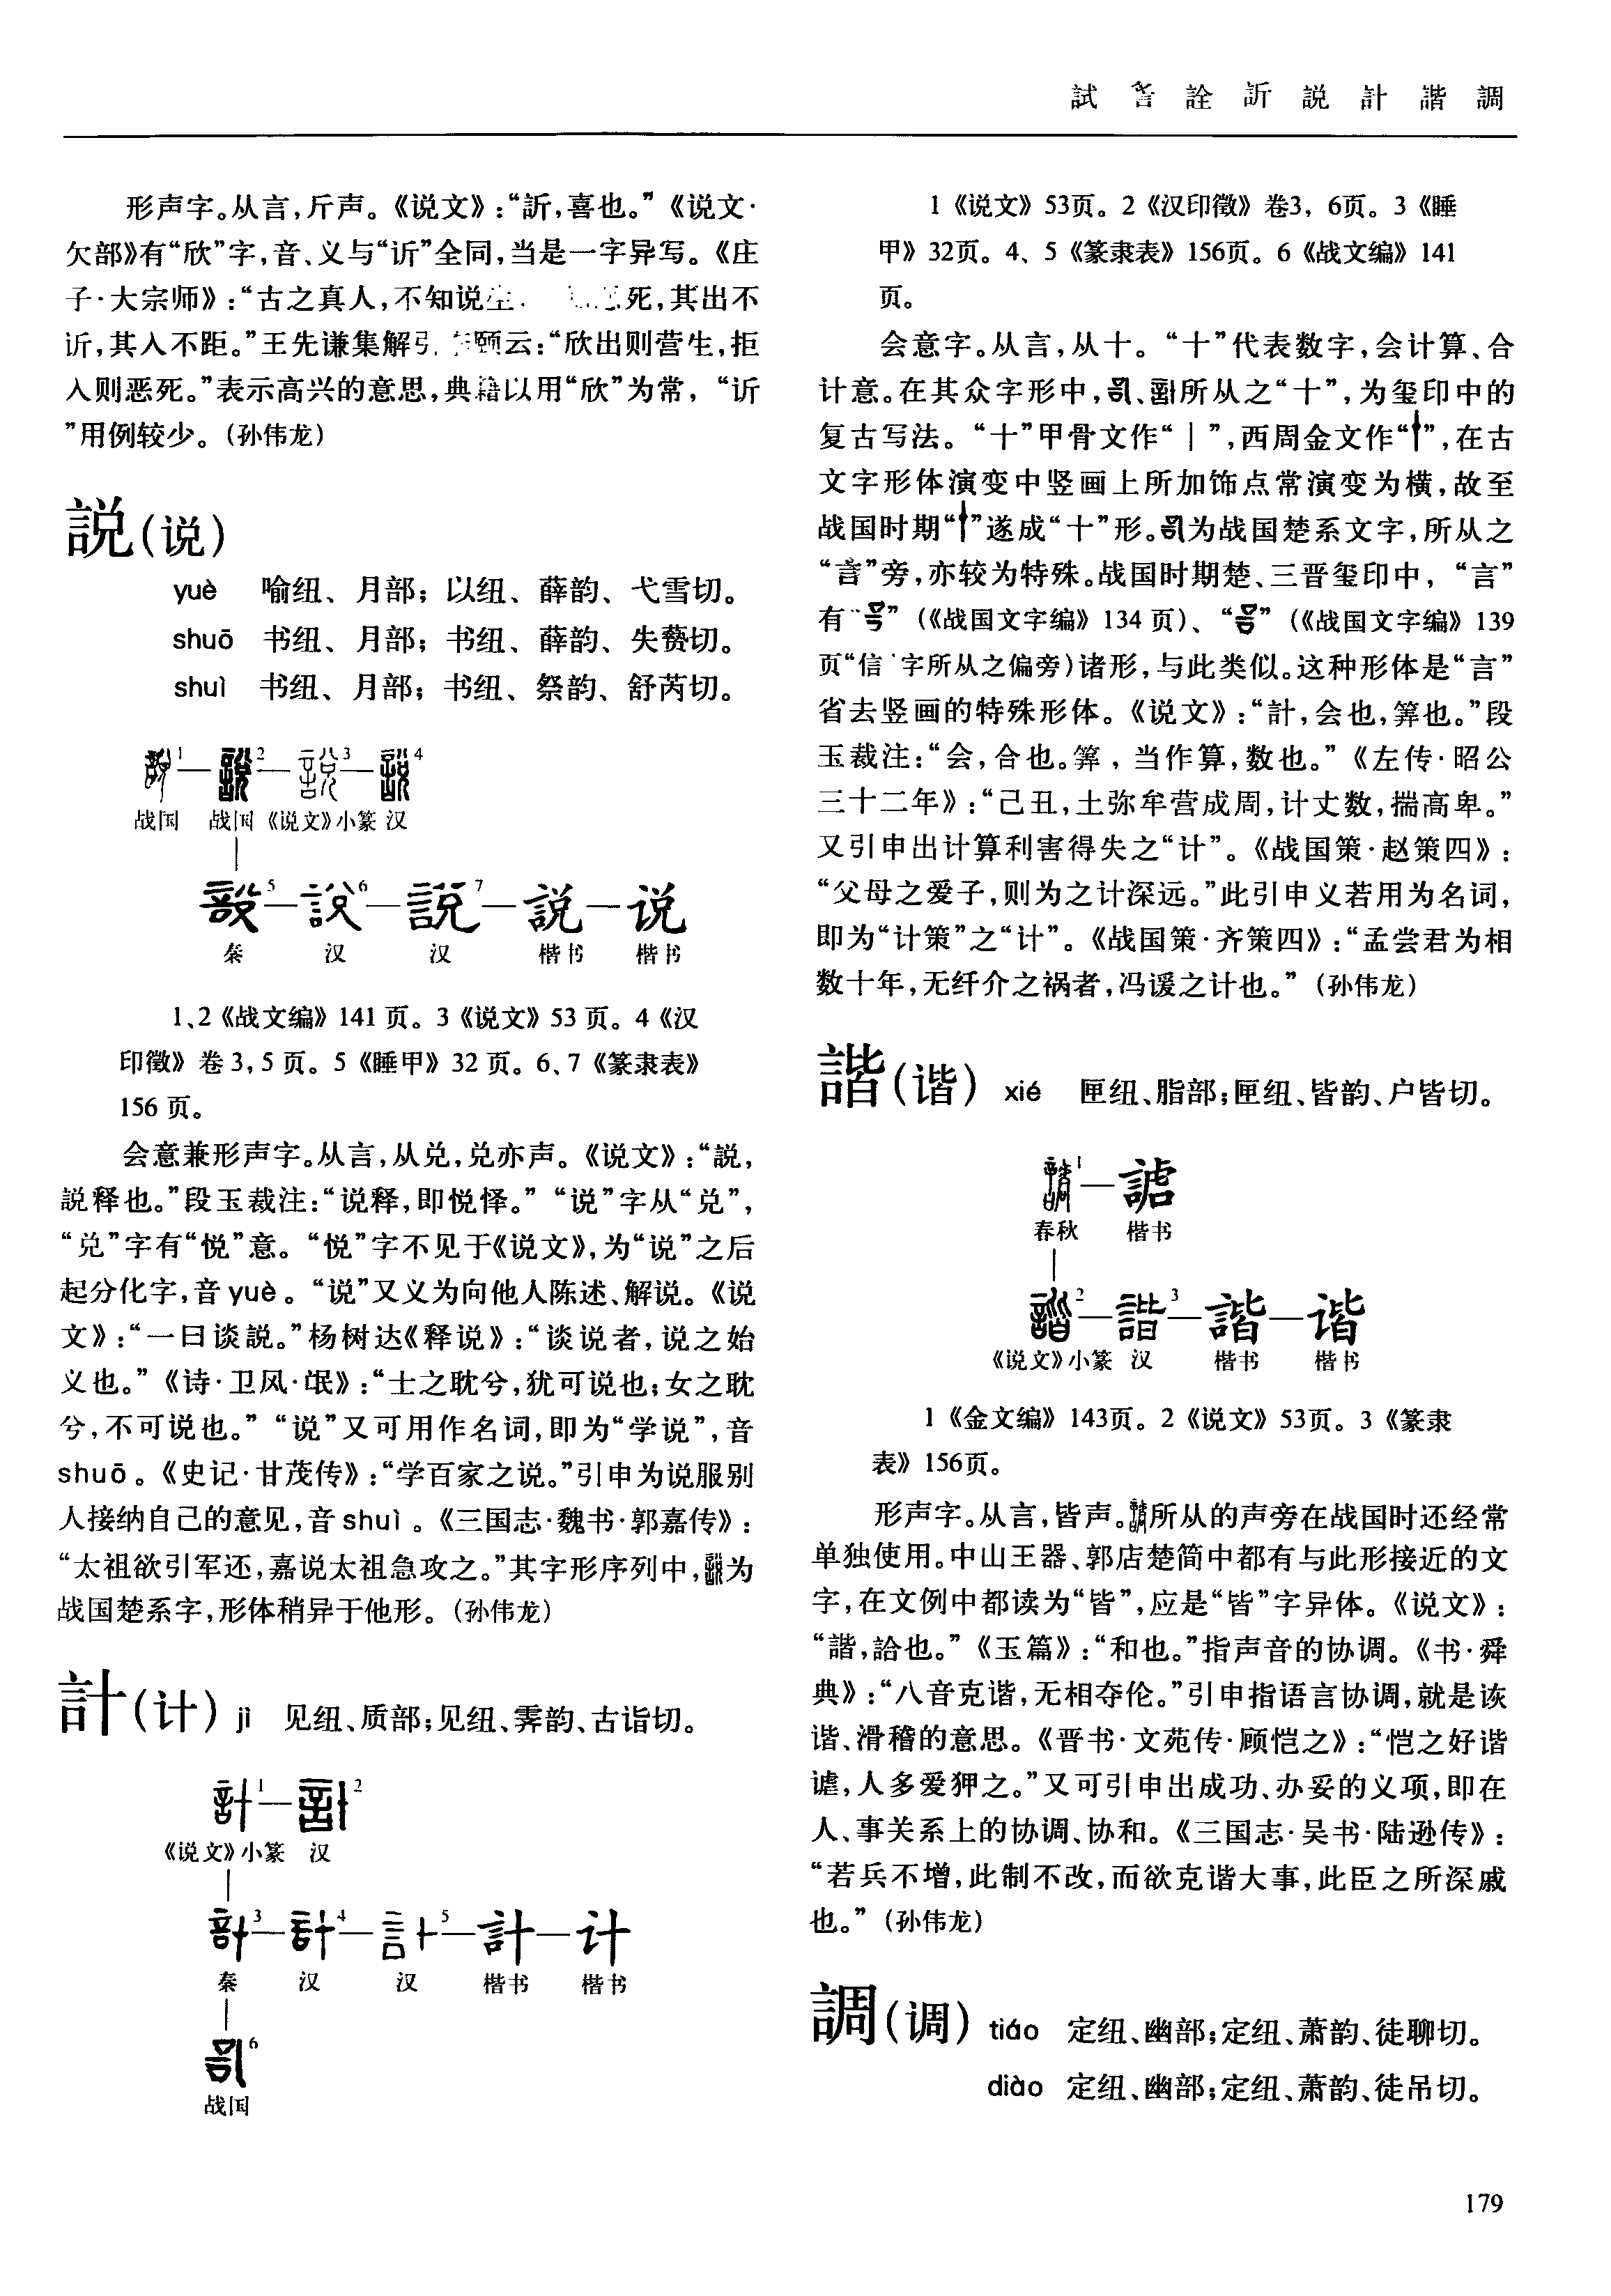 試 詧 詮 訢 説 計 諧 調
形声字。从言,斤声。《说文》:“訢,喜也。”《说文·
欠部》有“欣”字,音、义与“䜣”全同,当是一字异写。《庄
子·大宗师》:“古之真人,不知说 死,其出不
䜣,其入不距。”王先谦集解引 颐云:“欣出则营生,拒
入则恶死。”表示高兴的意思,典籍以用“欣”为常,“䜣
”用例较少。(孙伟龙)
説(说)
yuè 喻纽、月部;以纽、薛韵、弋雪切。
shuō 书纽、月部;书纽、薛韵、失爇切。
shuì 书纽、月部;书纽、祭韵、舒芮切。
1 — 2 — 3 — 4
战国 战国 《说文》小篆 汉
5 — 6 — 7 — 説 — 说
秦 汉 汉 楷书 楷书
1、2《战文编》141 页。3《说文》53 页。4《汉
印徵》卷 3,5 页。5《睡甲》32 页。6、7《篆隶表》
156 页。
会意兼形声字。从言,从兑,兑亦声。《说文》:“説,
説释也。”段玉裁注:“说释,即悦怿。”“说”字从“兑”,
“兑”字有“悦”意。“悦”字不见于《说文》,为“说”之后
起分化字,音 yuè。“说”又义为向他人陈述、解说。《说
文》:“一曰谈説。”杨树达《释说》:“谈说者,说之始
义也。”《诗·卫风·氓》:“士之耽兮,犹可说也;女之耽
兮,不可说也。”“说”又可用作名词,即为“学说”,音
shuō。《史记·甘茂传》:“学百家之说。”引申为说服别
人接纳自己的意见,音 shuì。《三国志·魏书·郭嘉传》:
“太祖欲引军还,嘉说太祖急攻之。”其字形序列中,为
战国楚系字,形体稍异于他形。(孙伟龙)
計(计) jì 见纽、质部;见纽、霁韵、古诣切。
1 — 2
《说文》小篆 汉
3 — 4 — 5 — 計 — 计
秦 汉 汉 楷书 楷书
6
战国
1《说文》53页。2《汉印徵》卷3,6页。3《睡
甲》32页。4、5《篆隶表》156页。6《战文编》141
页。
会意字。从言,从十。“十”代表数字,会计算、合
计意。在其众字形中,、所从之“十”,为玺印中的
复古写法。“十”甲骨文作“丨”,西周金文作“”,在古
文字形体演变中竖画上所加饰点常演变为横,故至
战国时期“”遂成“十”形。为战国楚系文字,所从之
“言”旁,亦较为特殊。战国时期楚、三晋玺印中,“言”
有“”(《战国文字编》134 页)、“”(《战国文字编》139
页“信”字所从之偏旁)诸形,与此类似。这种形体是“言”
省去竖画的特殊形体。《说文》:“計,会也,筭也。”段
玉裁注:“会,合也。筭,当作算,数也。”《左传·昭公
三十二年》:“己丑,士弥牟营成周,计丈数,揣高卑。”
又引申出计算利害得失之“计”。《战国策·赵策四》:
“父母之爱子,则为之计深远。”此引申义若用为名词,
即为“计策”之“计”。《战国策·齐策四》:“孟尝君为相
数十年,无纤介之祸者,冯谖之计也。”(孙伟龙)
諧(谐) xié 匣纽、脂部;匣纽、皆韵、户皆切。
1 —
春秋 楷书
2 — 3 — 諧 — 谐
《说文》小篆 汉 楷书 楷书
1《金文编》143页。2《说文》53页。3《篆隶
表》156页。
形声字。从言,皆声。所从的声旁在战国时还经常
单独使用。中山王器、郭店楚简中都有与此形接近的文
字,在文例中都读为“皆”,应是“皆”字异体。《说文》:
“諧,詥也。”《玉篇》:“和也。”指声音的协调。《书·舜
典》:“八音克谐,无相夺伦。”引申指语言协调,就是诙
谐、滑稽的意思。《晋书·文苑传·顾恺之》:“恺之好谐
谑,人多爱狎之。”又可引申出成功、办妥的义项,即在
人、事关系上的协调、协和。《三国志·吴书·陆逊传》:
“若兵不增,此制不改,而欲克谐大事,此臣之所深戚
也。”(孙伟龙)
調(调) tiáo 定纽、幽部;定纽、萧韵、徒聊切。
diào 定纽、幽部;定纽、萧韵、徒吊切。
179